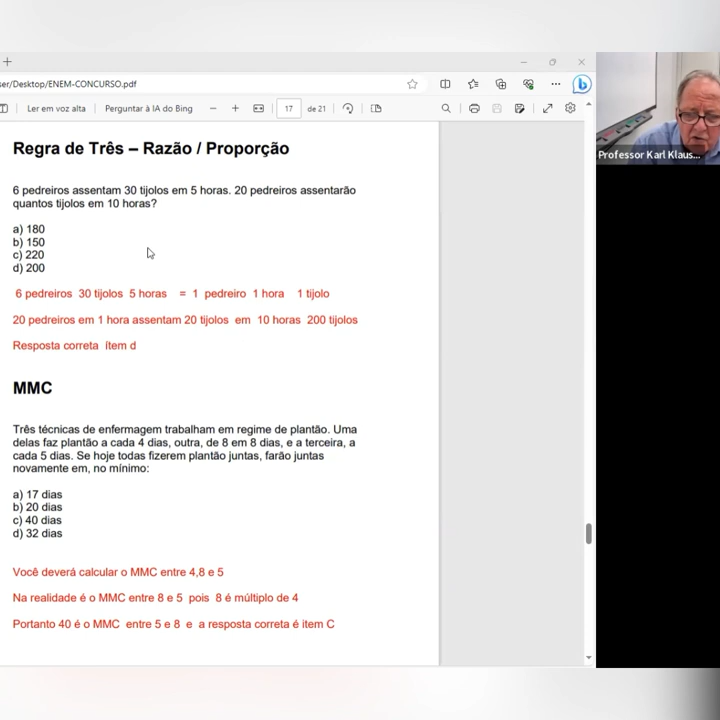 ser/Desktop/ENEM-CONCURSO.pdf
Ler em voz alta
Perguntar à IA do Bing
17
de 21
Professor Karl Klaus...
Regra de Três – Razão / Proporção
6 pedreiros assentam 30 tijolos em 5 horas. 20 pedreiros assentarão
quantos tijolos em 10 horas?
a) 180
b) 150
c) 220
d) 200
6 pedreiros 30 tijolos 5 horas = 1 pedreiro 1 hora 1 tijolo
20 pedreiros em 1 hora assentam 20 tijolos em 10 horas 200 tijolos
Resposta correta ítem d
MMC
Três técnicas de enfermagem trabalham em regime de plantão. Uma
delas faz plantão a cada 4 dias, outra, de 8 em 8 dias, e a terceira, a
cada 5 dias. Se hoje todas fizerem plantão juntas, farão juntas
novamente em, no mínimo:
a) 17 dias
b) 20 dias
c) 40 dias
d) 32 dias
Você deverá calcular o MMC entre 4,8 e 5
Na realidade é o MMC entre 8 e 5 pois 8 é múltiplo de 4
Portanto 40 é o MMC entre 5 e 8 e a resposta correta é item C